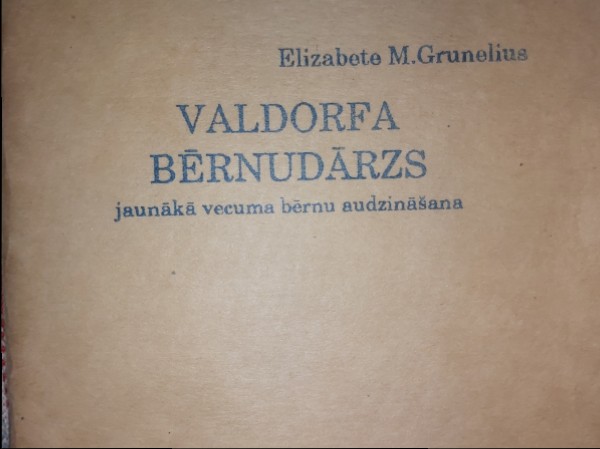 Elizabete M.Grunelius
VALDORFA
BĒRNUDĀRZS
jaunākā vecuma bērnu audzināšana